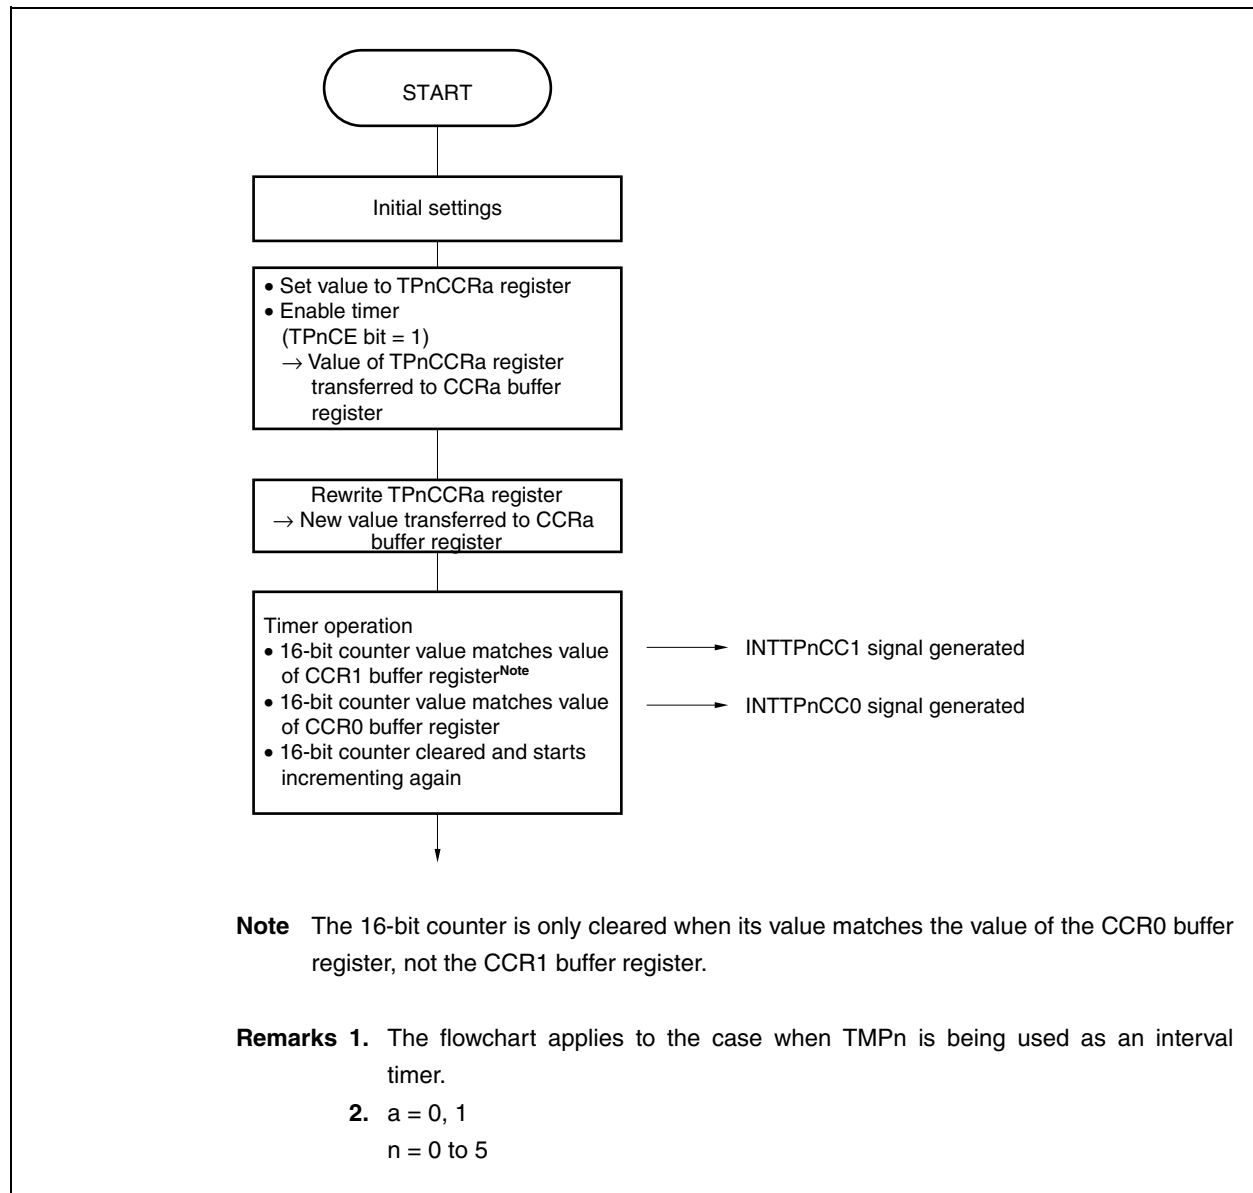 START
Initial settings
• Set value to TPnCCRa register
• Enable timer
(TPnCE bit = 1)
→ Value of TPnCCRa register
transferred to CCRa buffer
register
Rewrite TPnCCRa register
→ New value transferred to CCRa
buffer register
Timer operation
• 16-bit counter value matches value
of CCR1 buffer registerNote
• 16-bit counter value matches value
of CCR0 buffer register
• 16-bit counter cleared and starts
incrementing again
INTTPnCC1 signal generated
INTTPnCC0 signal generated
Note The 16-bit counter is only cleared when its value matches the value of the CCR0 buffer
register, not the CCR1 buffer register.
Remarks 1. The flowchart applies to the case when TMPn is being used as an interval
timer.
2. a = 0, 1
n = 0 to 5